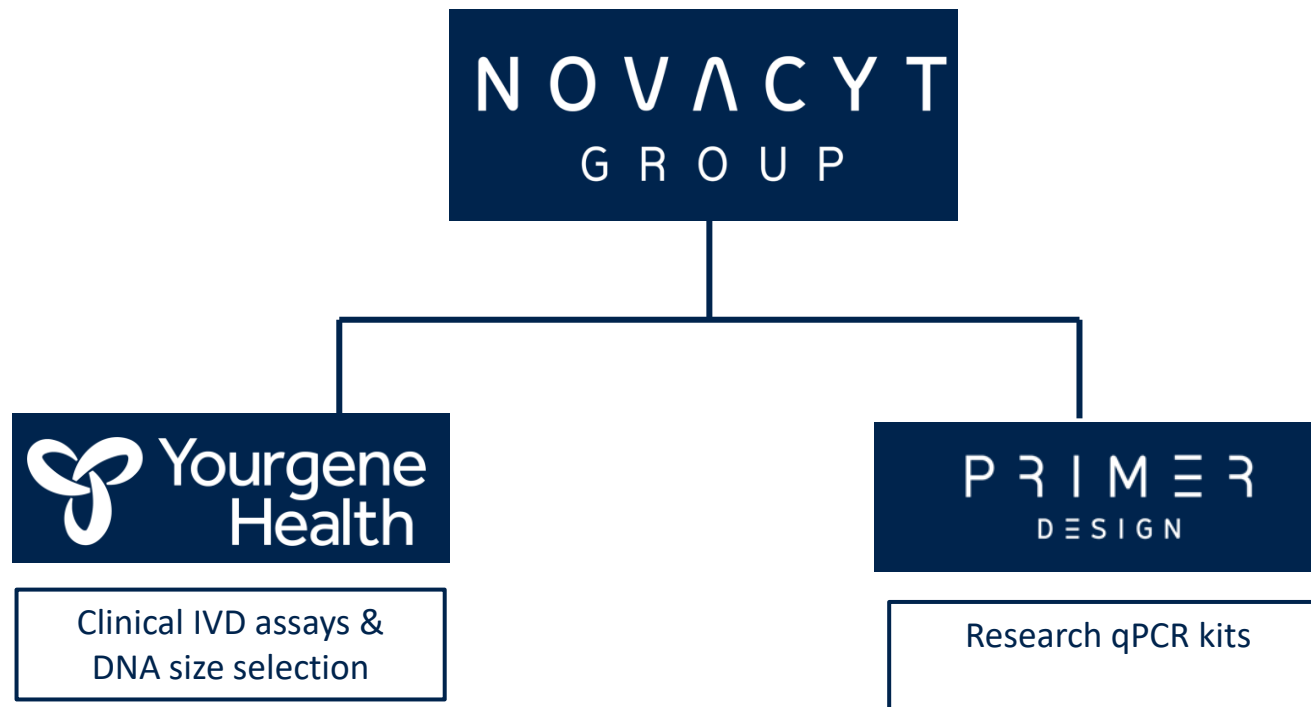 NOVACYT
GROUP
Yourgene
Health
PRIMER
DESIGN
Clinical IVD assays &
DNA size selection
Research qPCR kits